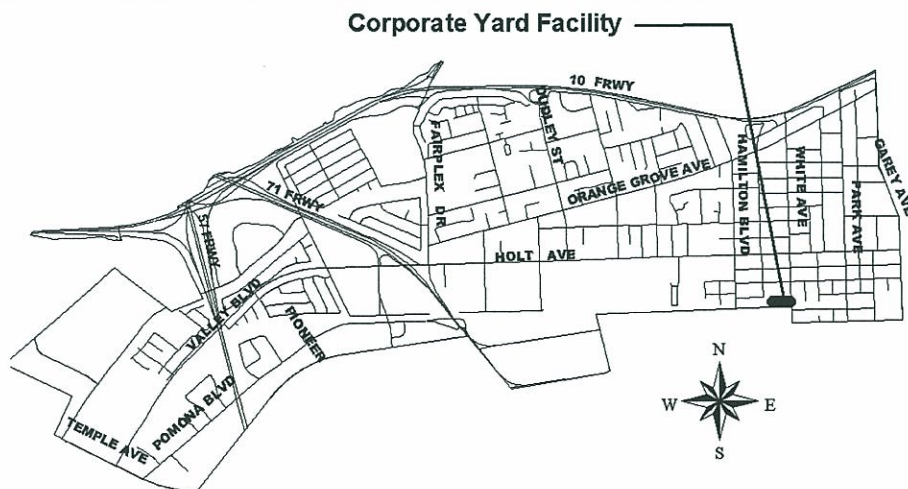 Corporate Yard Facility
10 FRWY
DUDLEY ST
FAIRPLEX DR
ORANGE GROVE AVE
HAMILTON BLVD
WHITE AVE
PARK AVE
GAREY AVE
71 FRWY
57 FRWY
HOLT AVE
VALLEY BLVD
PIONEER
POMONA BLVD
TEMPLE AVE
N
W
E
S